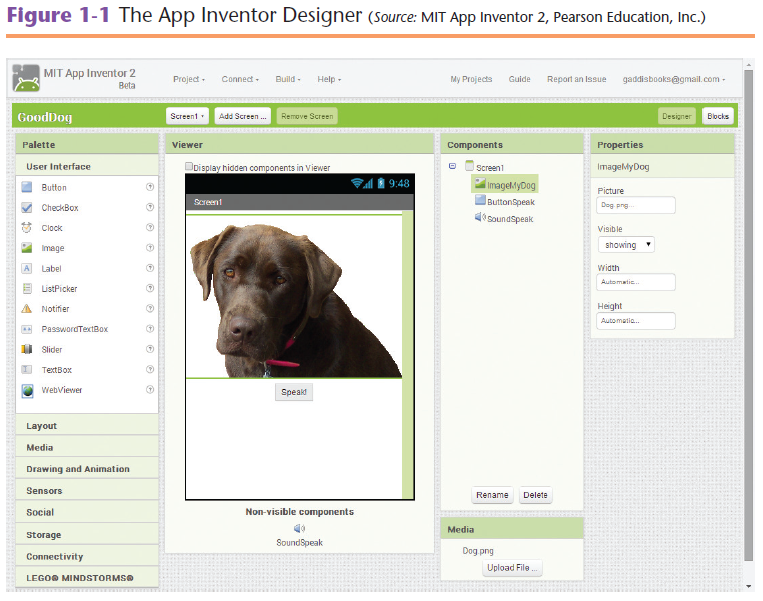 Figure 1-1 The App Inventor Designer (Source: MIT App Inventor 2, Pearson Education, Inc.)
MIT App Inventor 2
Beta
Project Connect Build Help My Projects Guide Report an Issue gaddisbooks@gmail.com
GoodDog Screen1 Add Screen ... Remove Screen Designer Blocks
Palette
User Interface
Button
CheckBox
Clock
Image
Label
ListPicker
Notifier
PasswordTextBox
Slider
TextBox
WebViewer
Layout
Media
Drawing and Animation
Sensors
Social
Storage
Connectivity
LEGO® MINDSTORMS®
Viewer
Display hidden components in Viewer
9:48
Screen1
Speak!
Non-visible components
SoundSpeak
Components
Screen1
ImageMyDog
ButtonSpeak
SoundSpeak
Rename Delete
Media
Dog.png
Upload File ...
Properties
ImageMyDog
Picture
Dog.png...
Visible
showing
Width
Automatic...
Height
Automatic...